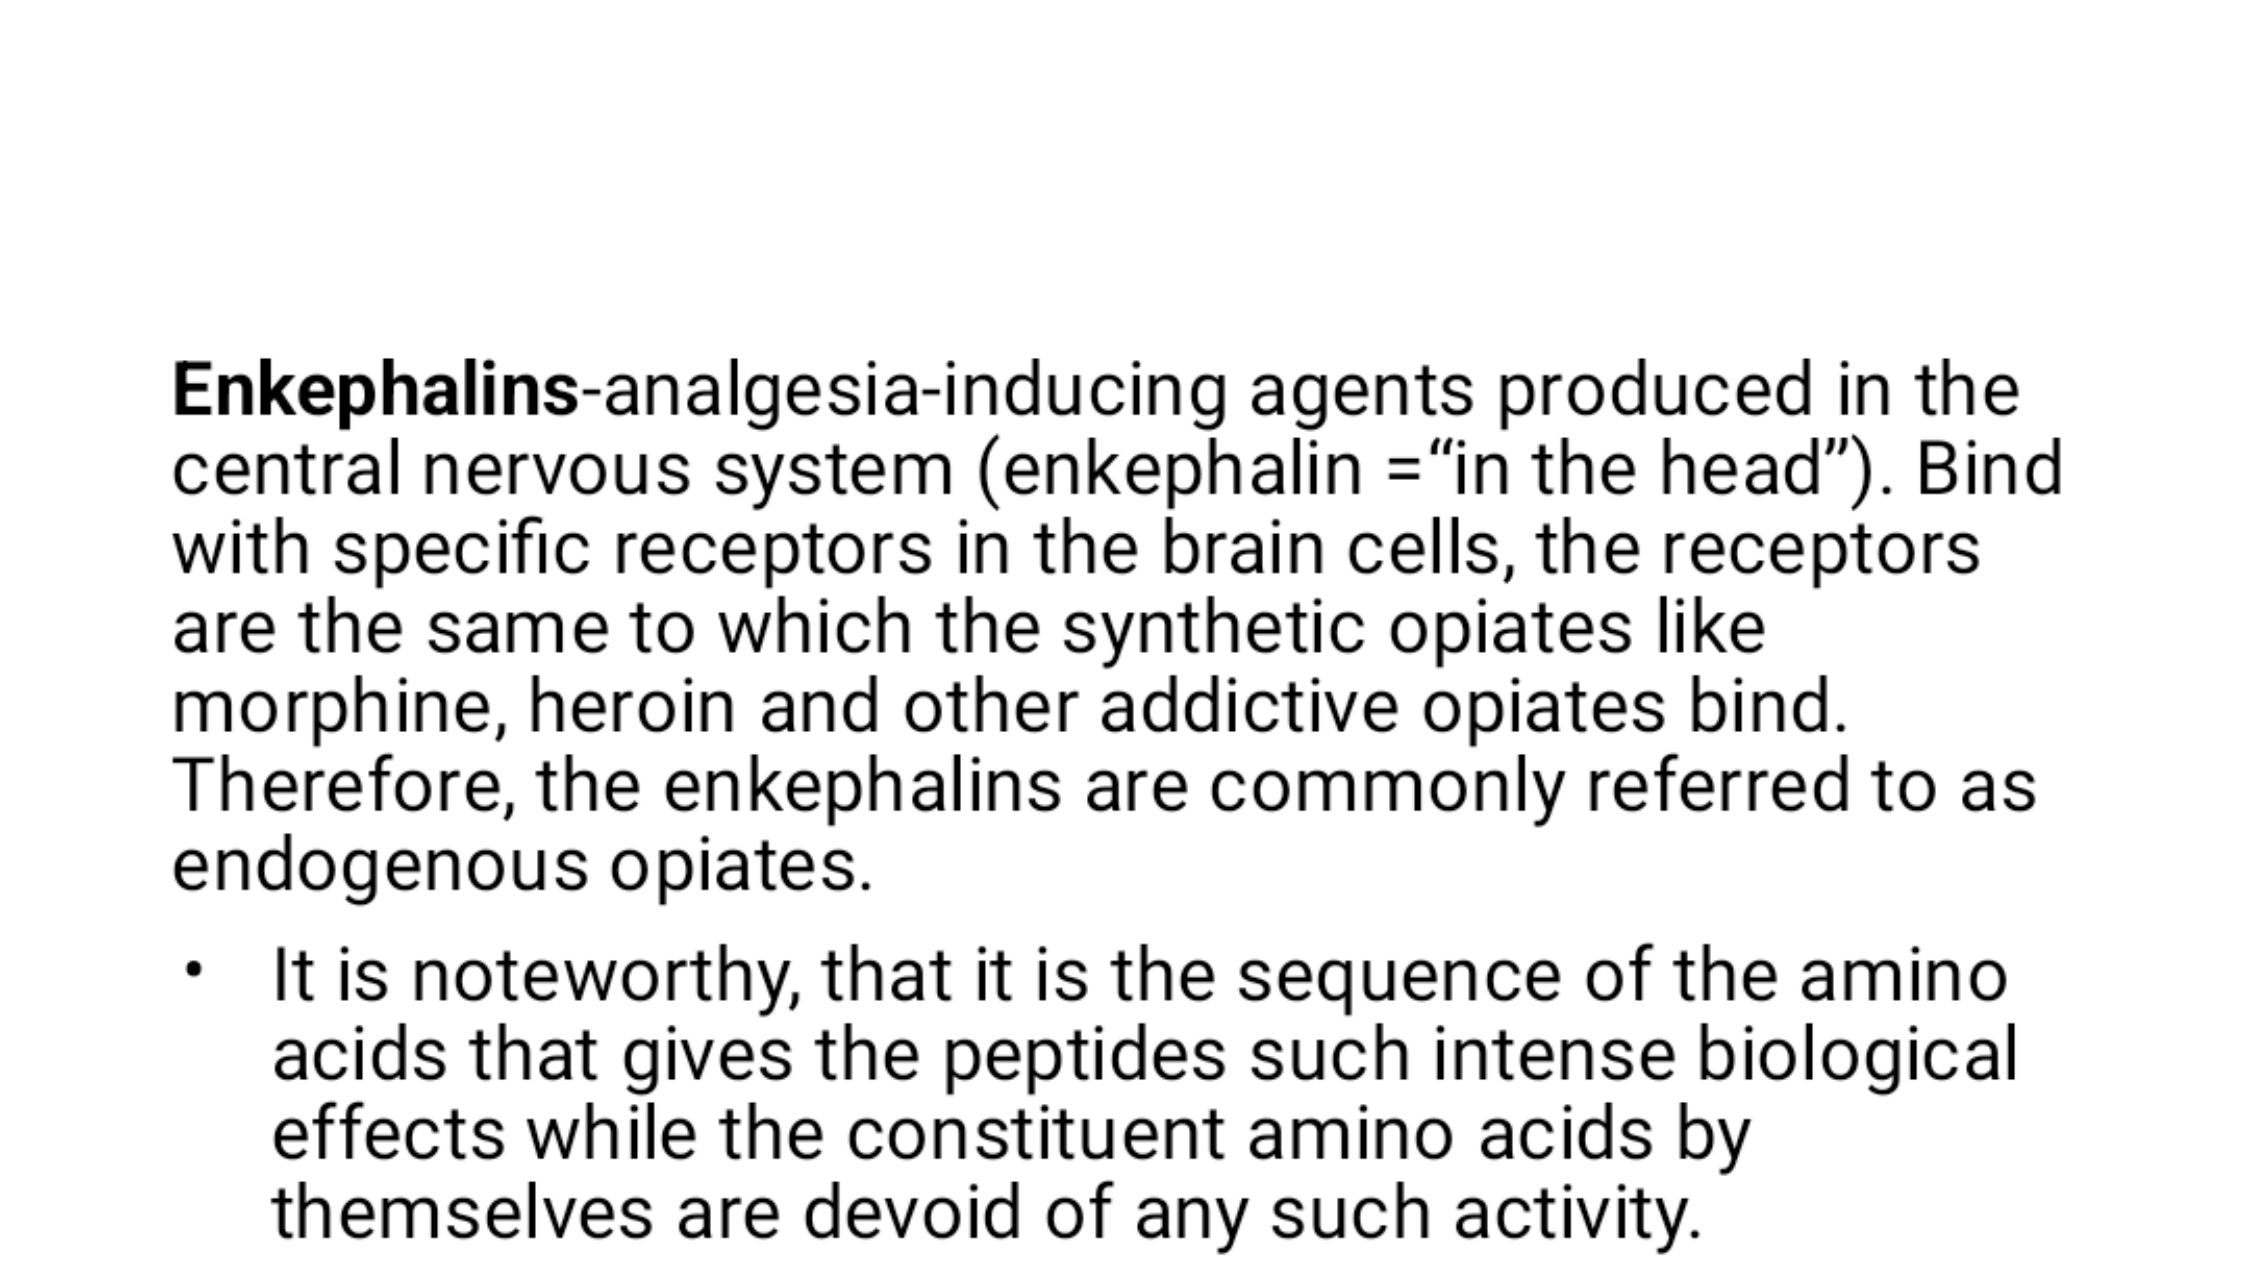 Enkephalins-analgesia-inducing agents produced in the
central nervous system (enkephalin =“in the head”). Bind
with specific receptors in the brain cells, the receptors
are the same to which the synthetic opiates like
morphine, heroin and other addictive opiates bind.
Therefore, the enkephalins are commonly referred to as
endogenous opiates.
• It is noteworthy, that it is the sequence of the amino
acids that gives the peptides such intense biological
effects while the constituent amino acids by
themselves are devoid of any such activity.